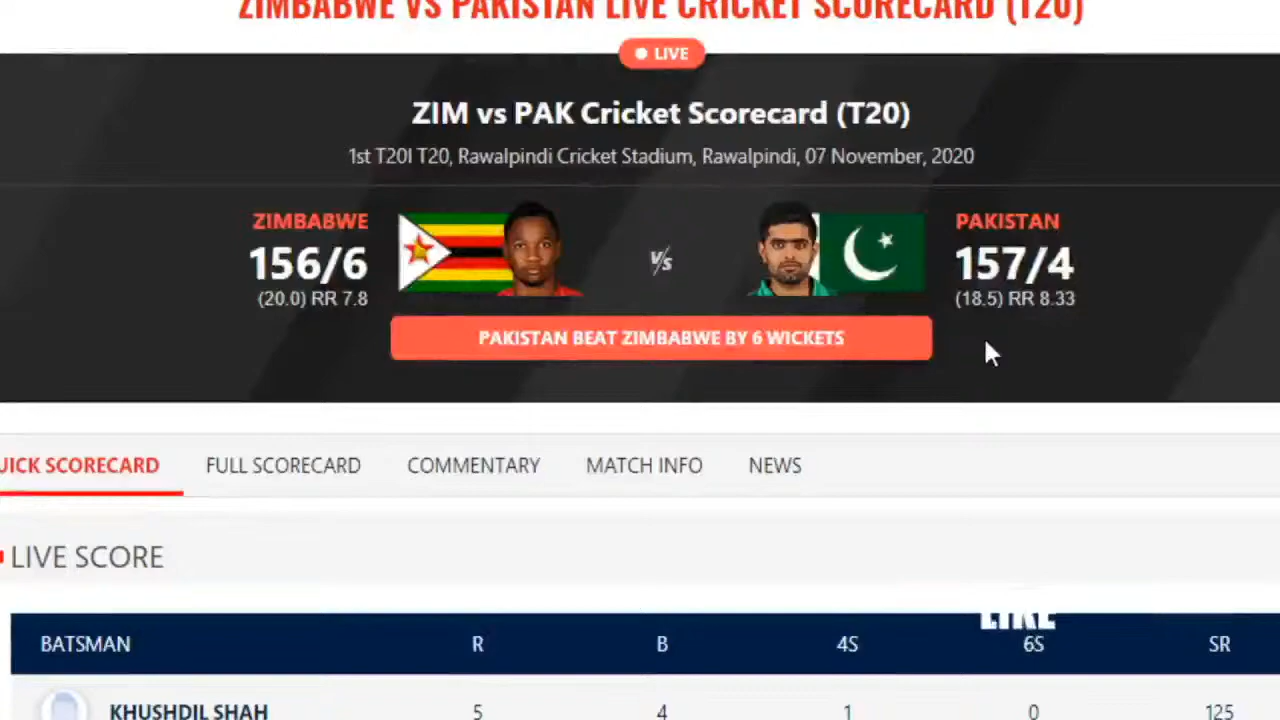 ZIMBABWE VS PAKISTAN LIVE CRICKET SCORECARD (T20)
LIVE
ZIM vs PAK Cricket Scorecard (T20)
1st T20I T20, Rawalpindi Cricket Stadium, Rawalpindi, 07 November, 2020
ZIMBABWE
156/6
(20.0) RR 7.8
V/S
PAKISTAN
157/4
(18.5) RR 8.33
PAKISTAN BEAT ZIMBABWE BY 6 WICKETS
UICK SCORECARD FULL SCORECARD COMMENTARY MATCH INFO NEWS
LIVE SCORE
LIKE
BATSMAN R B 4S 6S SR
KHUSHDIL SHAH 5 4 1 0 125